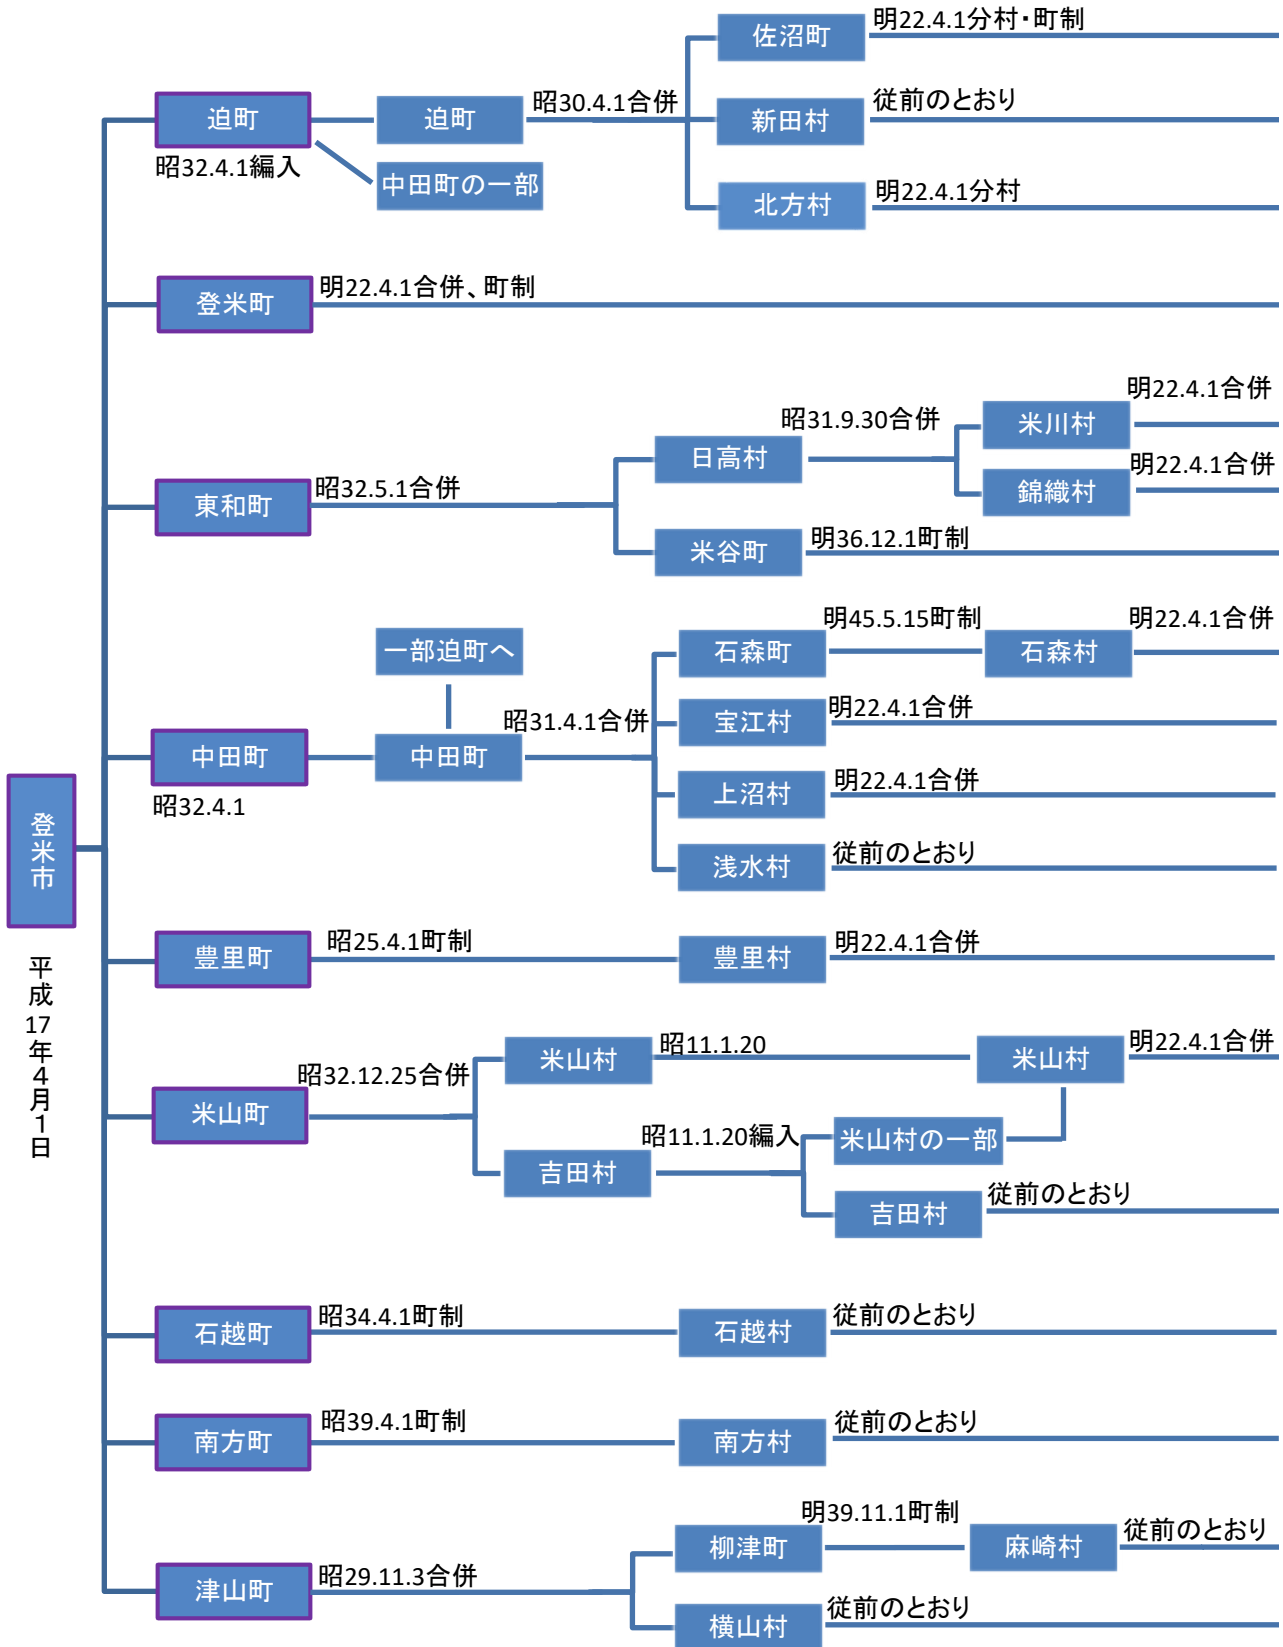 佐沼町
明22.4.1分村・町制
迫町
迫町
昭30.4.1合併
新田村
従前のとおり
昭32.4.1編入
中田町の一部
北方村
明22.4.1分村
登米町
明22.4.1合併、町制
東和町
昭32.5.1合併
日高村
昭31.9.30合併
米川村
明22.4.1合併
錦織村
明22.4.1合併
米谷町
明36.12.1町制
一部迫町へ
石森町
明45.5.15町制
石森村
明22.4.1合併
宝江村
明22.4.1合併
中田町
中田町
昭31.4.1合併
昭32.4.1
上沼村
明22.4.1合併
浅水村
従前のとおり
登米市
平成17年4月1日
豊里町
昭25.4.1町制
豊里村
明22.4.1合併
米山町
昭32.12.25合併
米山村
昭11.1.20
米山村
明22.4.1合併
吉田村
昭11.1.20編入
米山村の一部
吉田村
従前のとおり
石越町
昭34.4.1町制
石越村
従前のとおり
南方町
昭39.4.1町制
南方村
従前のとおり
津山町
昭29.11.3合併
柳津町
明39.11.1町制
麻崎村
従前のとおり
横山村
従前のとおり